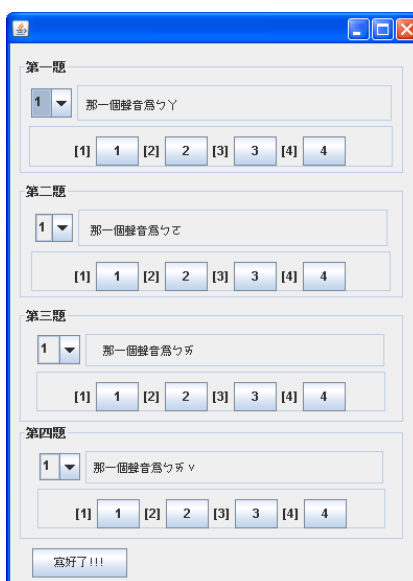 第一題
1 那一個聲音為ㄅㄚ
[1] 1 [2] 2 [3] 3 [4] 4
第二題
1 那一個聲音為ㄅㄛ
[1] 1 [2] 2 [3] 3 [4] 4
第三題
1 那一個聲音為ㄅㄞ
[1] 1 [2] 2 [3] 3 [4] 4
第四題
1 那一個聲音為ㄅㄞˇ
[1] 1 [2] 2 [3] 3 [4] 4
寫好了!!!